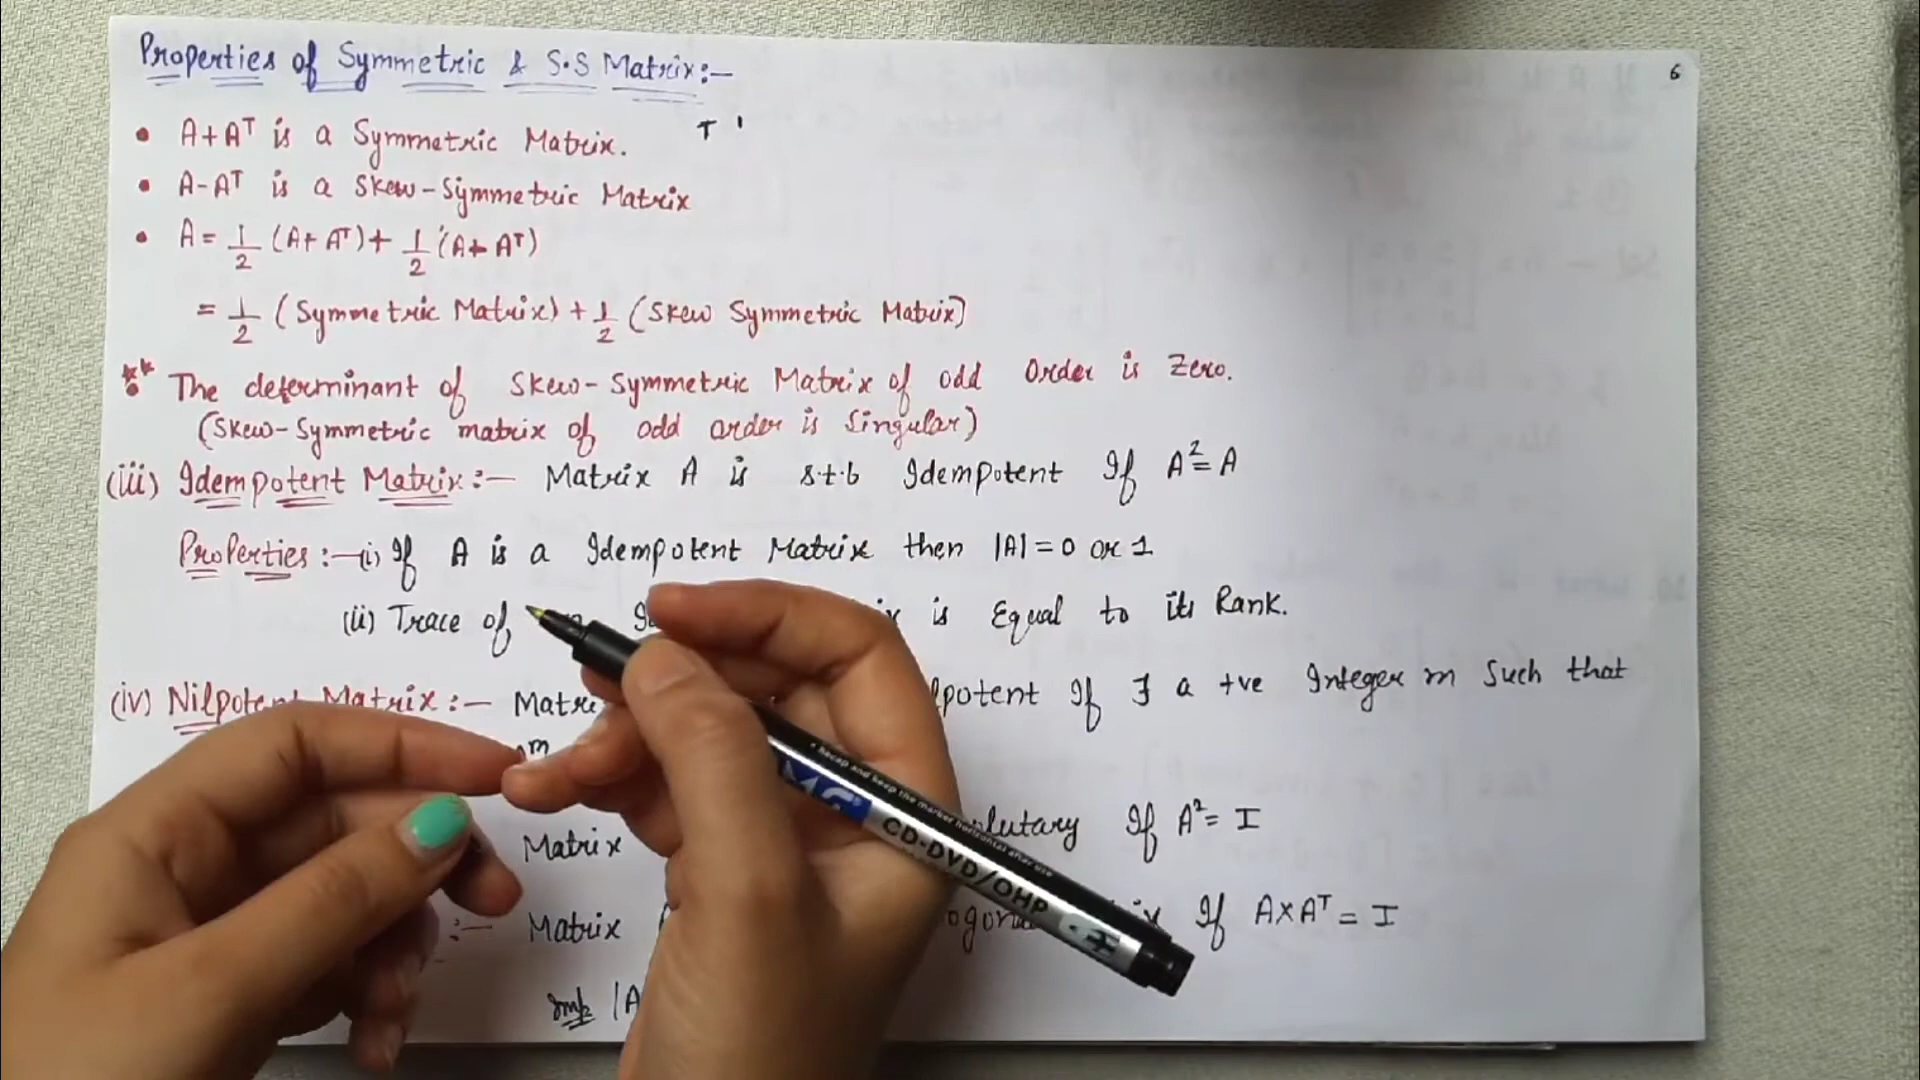 Properties of Symmetric & S.S Matrix:-
6
T '
• A+Aᵀ is a Symmetric Matrix.
• A-Aᵀ is a Skew-Symmetric Matrix
• A = 1/2 (A+Aᵀ) + 1/2 (A+Aᵀ)
= 1/2 (Symmetric Matrix) + 1/2 (Skew Symmetric Matrix)
** • The determinant of Skew-Symmetric Matrix of odd Order is Zero.
(Skew-Symmetric matrix of odd order is Singular)
(iii) Idempotent Matrix:- Matrix A is s.t.b Idempotent If A²=A
Properties:- (i) If A is a Idempotent Matrix then |A|=0 or 1
(ii) Trace of is Equal to its Rank.
(iv) Nilpotent Matrix:- If ∃ a +ve Integer m Such that
m
Matrix If A²= I
:- Matrix If A×Aᵀ = I
Imp |A
CD-DVD/OHP